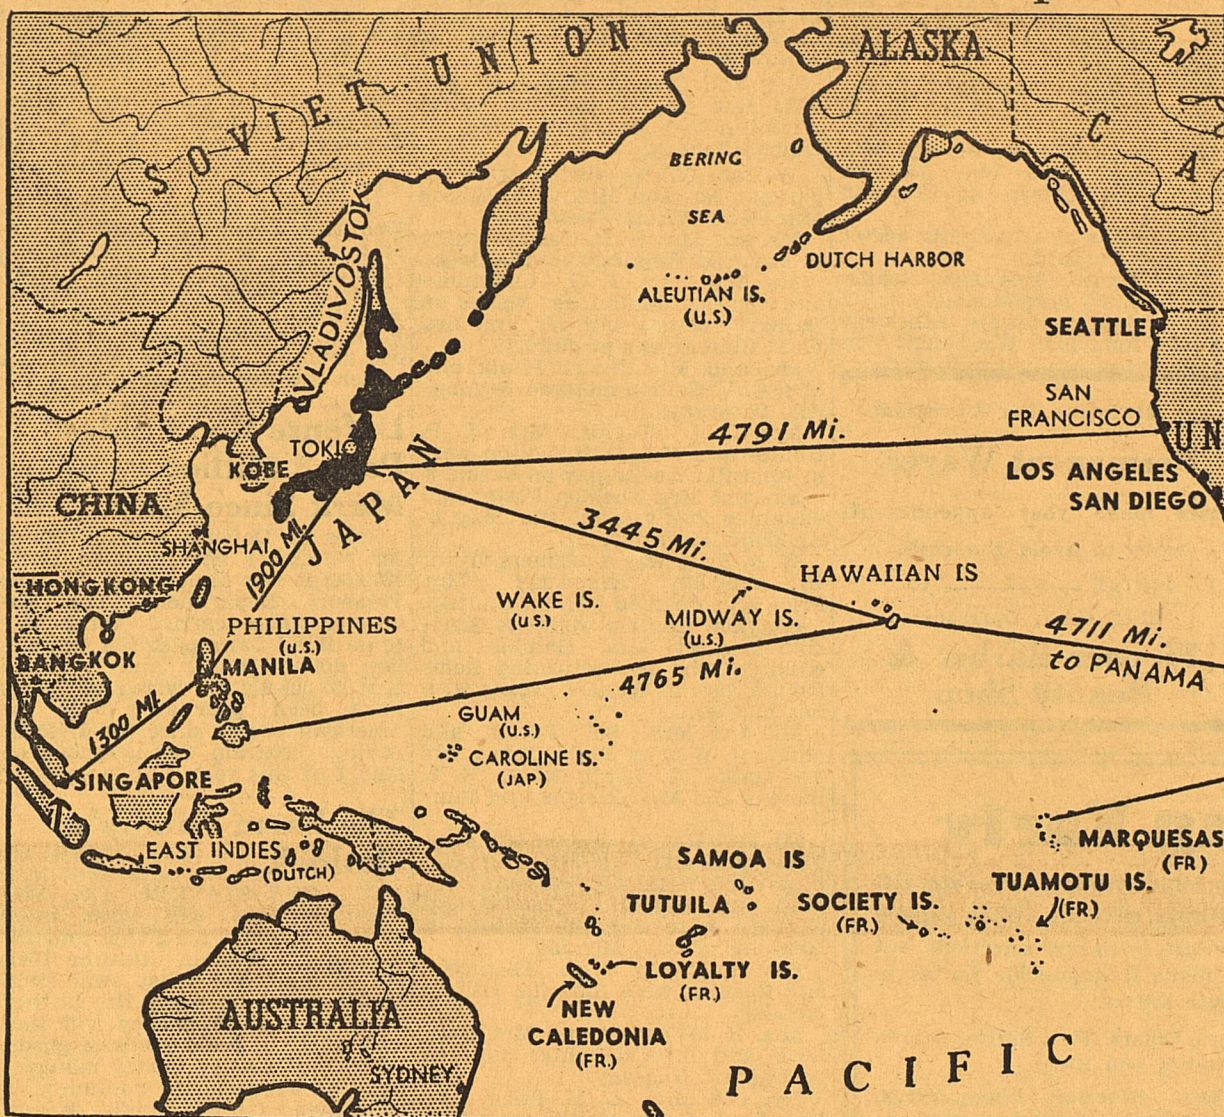 SOVIET UNION
ALASKA
C
A
BERING
SEA
VLADIVOSTOK
DUTCH HARBOR
ALEUTIAN IS.
(U.S.)
SEATTLE
SAN
FRANCISCO
4791 Mi.
UN
TOKIO
KOBE
JAPAN
LOS ANGELES
SAN DIEGO
CHINA
3445 Mi.
SHANGHAI
1900 Mi.
HONGKONG
HAWAIIAN IS
WAKE IS.
(U.S.)
MIDWAY IS.
(U.S.)
PHILIPPINES
(U.S.)
4711 Mi.
to PANAMA
BANGKOK
MANILA
4765 Mi.
1300 Mi.
GUAM
(U.S.)
CAROLINE IS.
(JAP.)
SINGAPORE
EAST INDIES
(DUTCH)
MARQUESAS
(FR.)
SAMOA IS
TUAMOTU IS.
(FR.)
TUTUILA
SOCIETY IS.
(FR.)
LOYALTY IS.
(FR.)
NEW
CALEDONIA
(FR.)
AUSTRALIA
SYDNEY
PACIFIC